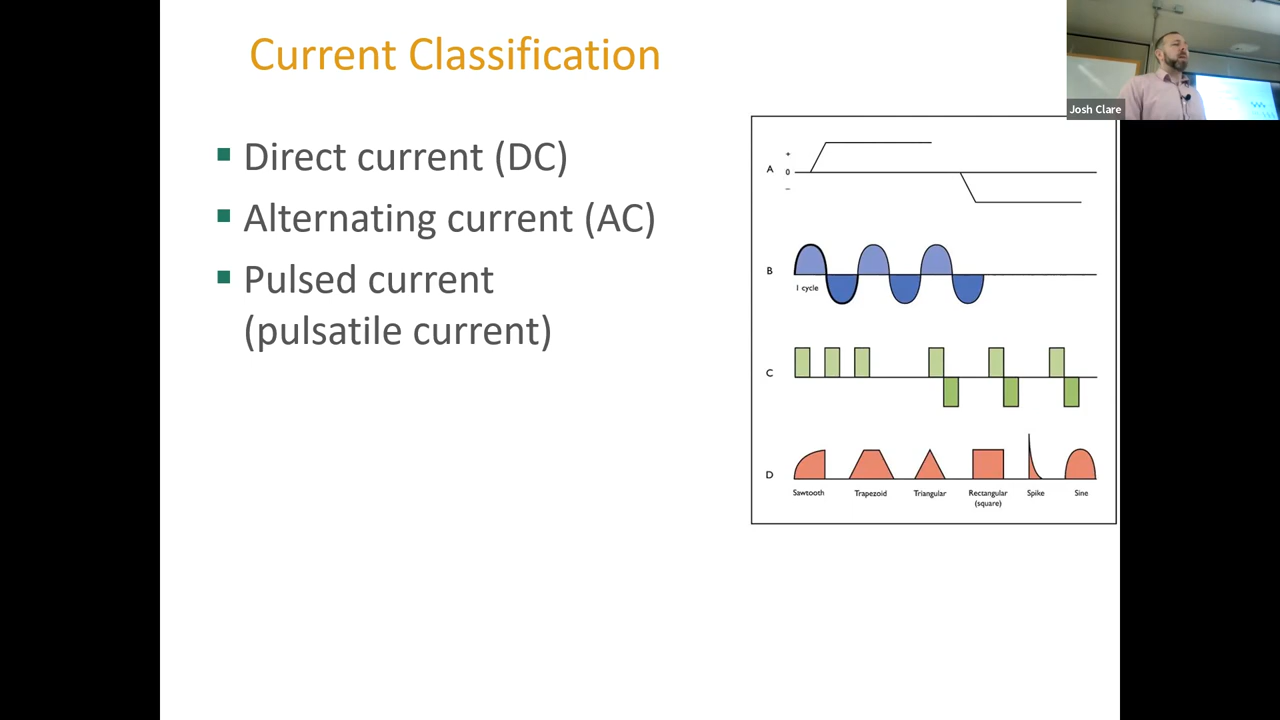 Current Classification
Josh Clare
▪ Direct current (DC)
▪ Alternating current (AC)
▪ Pulsed current
(pulsatile current)
+
A 0
–
B
1 cycle
C
D
Sawtooth Trapezoid Triangular Rectangular Spike Sine
(square)